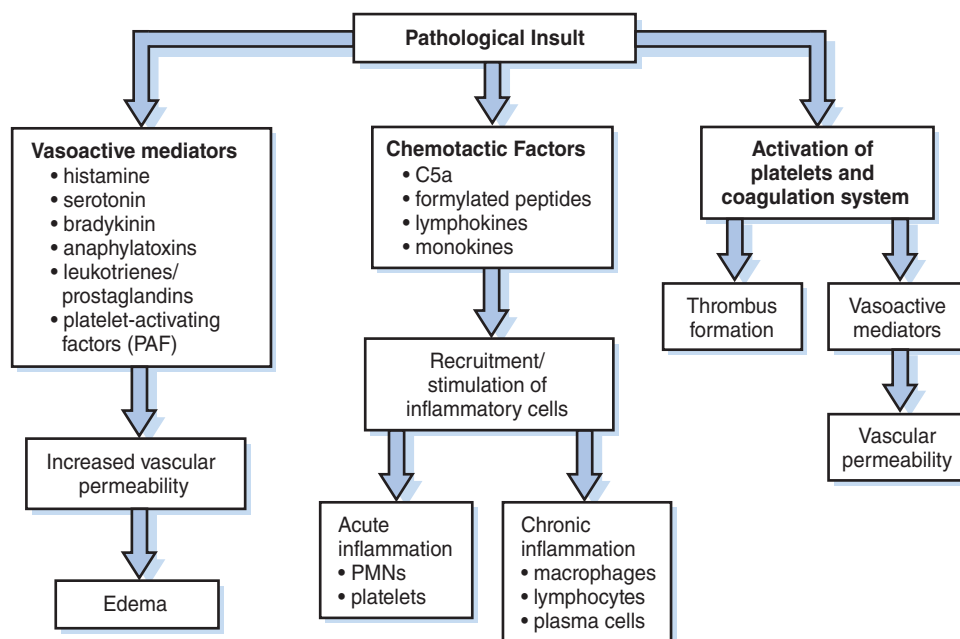 Pathological Insult
Vasoactive mediators
• histamine
• serotonin
• bradykinin
• anaphylatoxins
• leukotrienes/
prostaglandins
• platelet-activating
factors (PAF)
Increased vascular
permeability
Edema
Chemotactic Factors
• C5a
• formylated peptides
• lymphokines
• monokines
Recruitment/
stimulation of
inflammatory cells
Acute
inflammation
• PMNs
• platelets
Chronic
inflammation
• macrophages
• lymphocytes
• plasma cells
Activation of
platelets and
coagulation system
Thrombus
formation
Vasoactive
mediators
Vascular
permeability